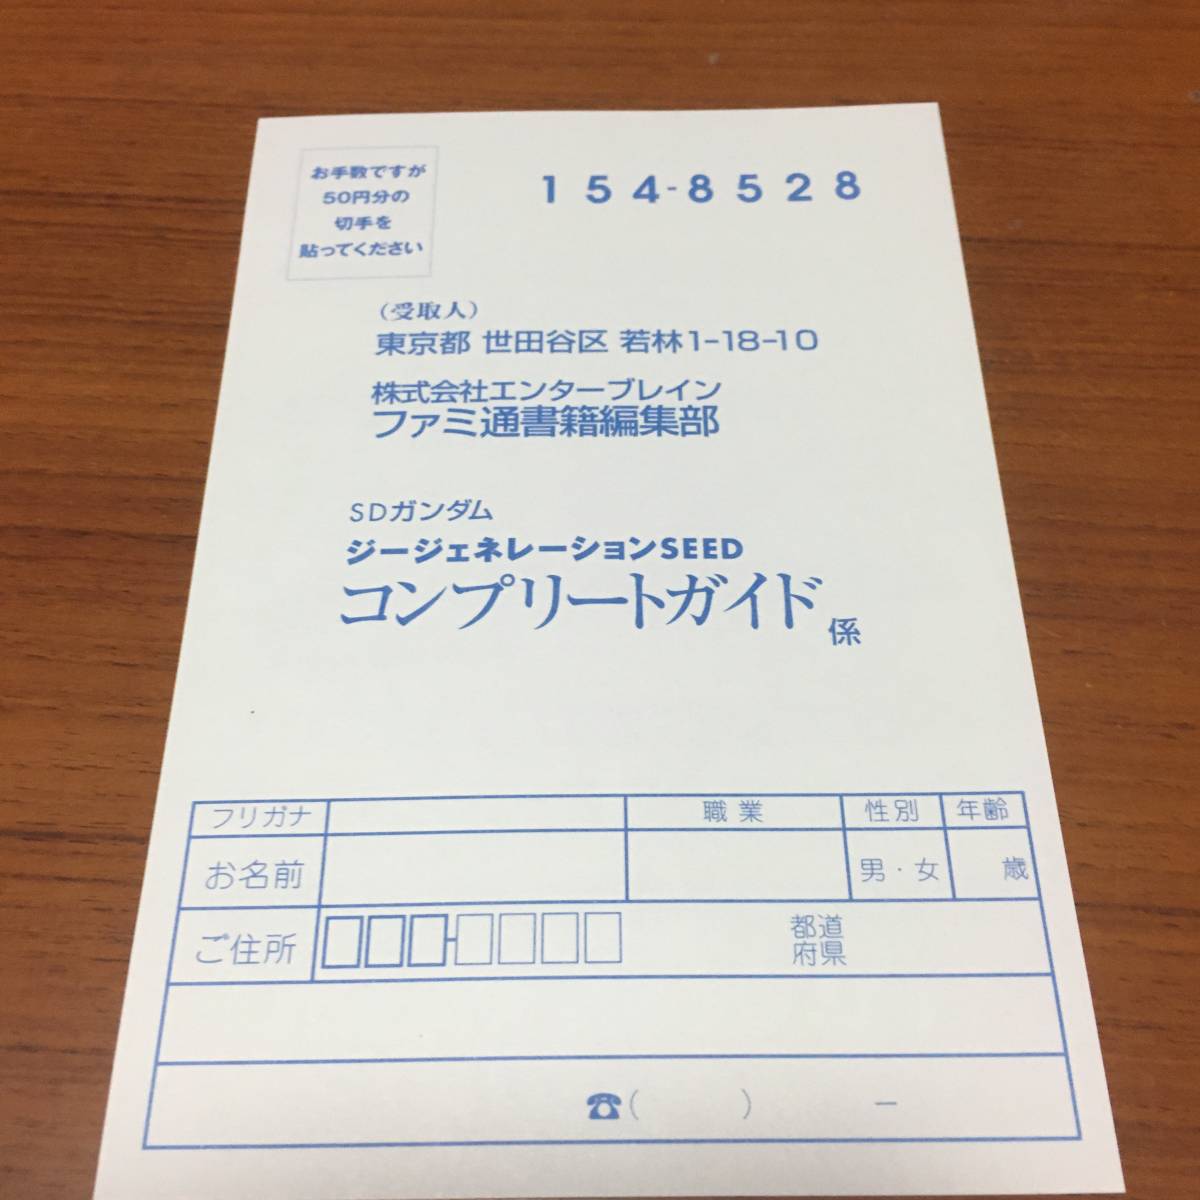 お手数ですが
50円分の
切手を
貼ってください
154-8528
(受取人)
東京都 世田谷区 若林1-18-10
株式会社エンターブレイン
ファミ通書籍編集部
SDガンダム
ジージェネレーションSEED
コンプリートガイド 係
フリガナ 職業 性別 年齢
お名前 男・女 歳
ご住所 - 都道
府県
☎( ) -